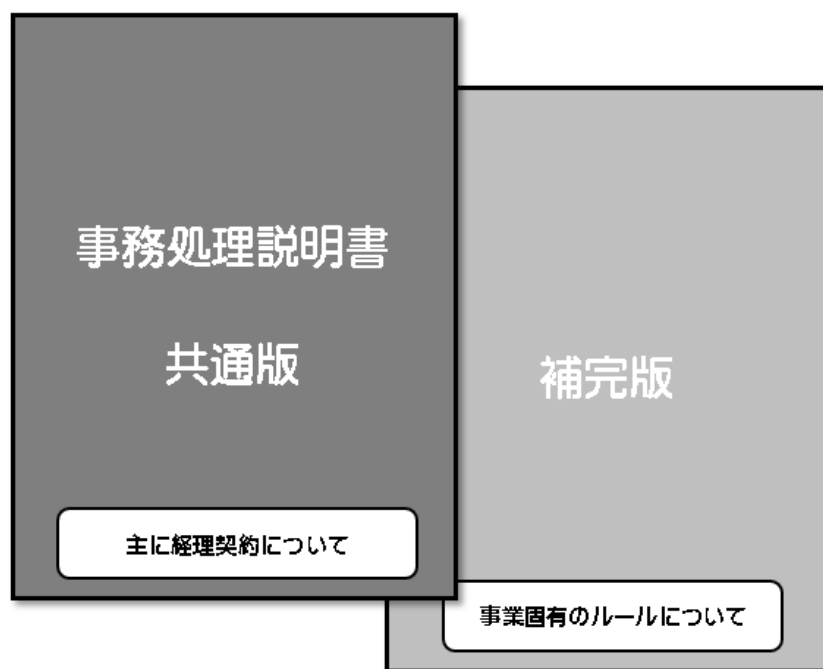 事務処理説明書
共通版
主に経理契約について
補完版
事業固有のルールについて